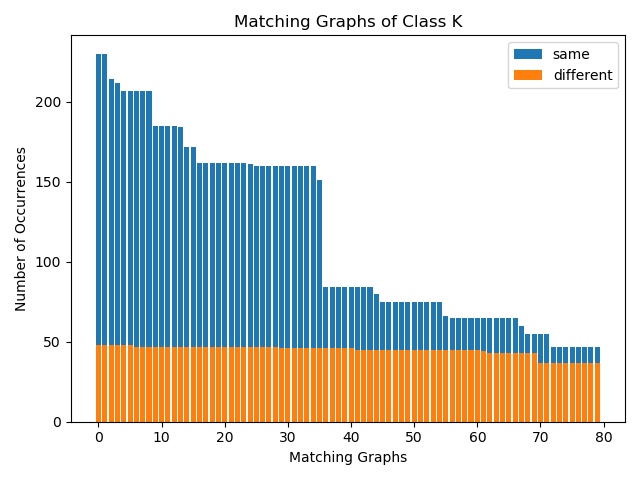 Matching Graphs of Class K
same
different
Number of Occurrences
200
150
100
50
0
0 10 20 30 40 50 60 70 80
Matching Graphs